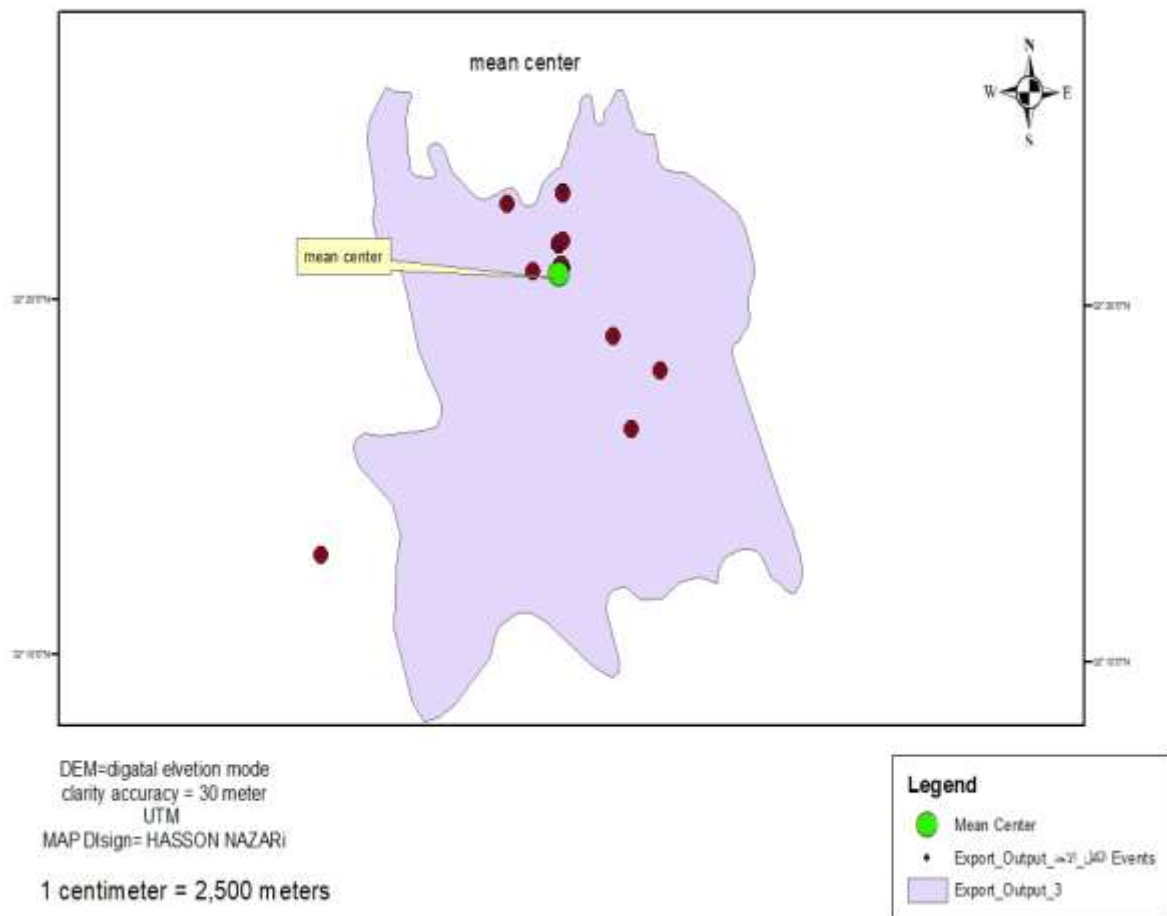 mean center
N
W E
S
mean center
DEM=digatal elvetion mode
clarity accuracy = 30 meter
UTM
MAP DIsign= HASSON NAZARi
1 centimeter = 2,500 meters
Legend
Mean Center
Export_Output_ Events
Export_Output_3